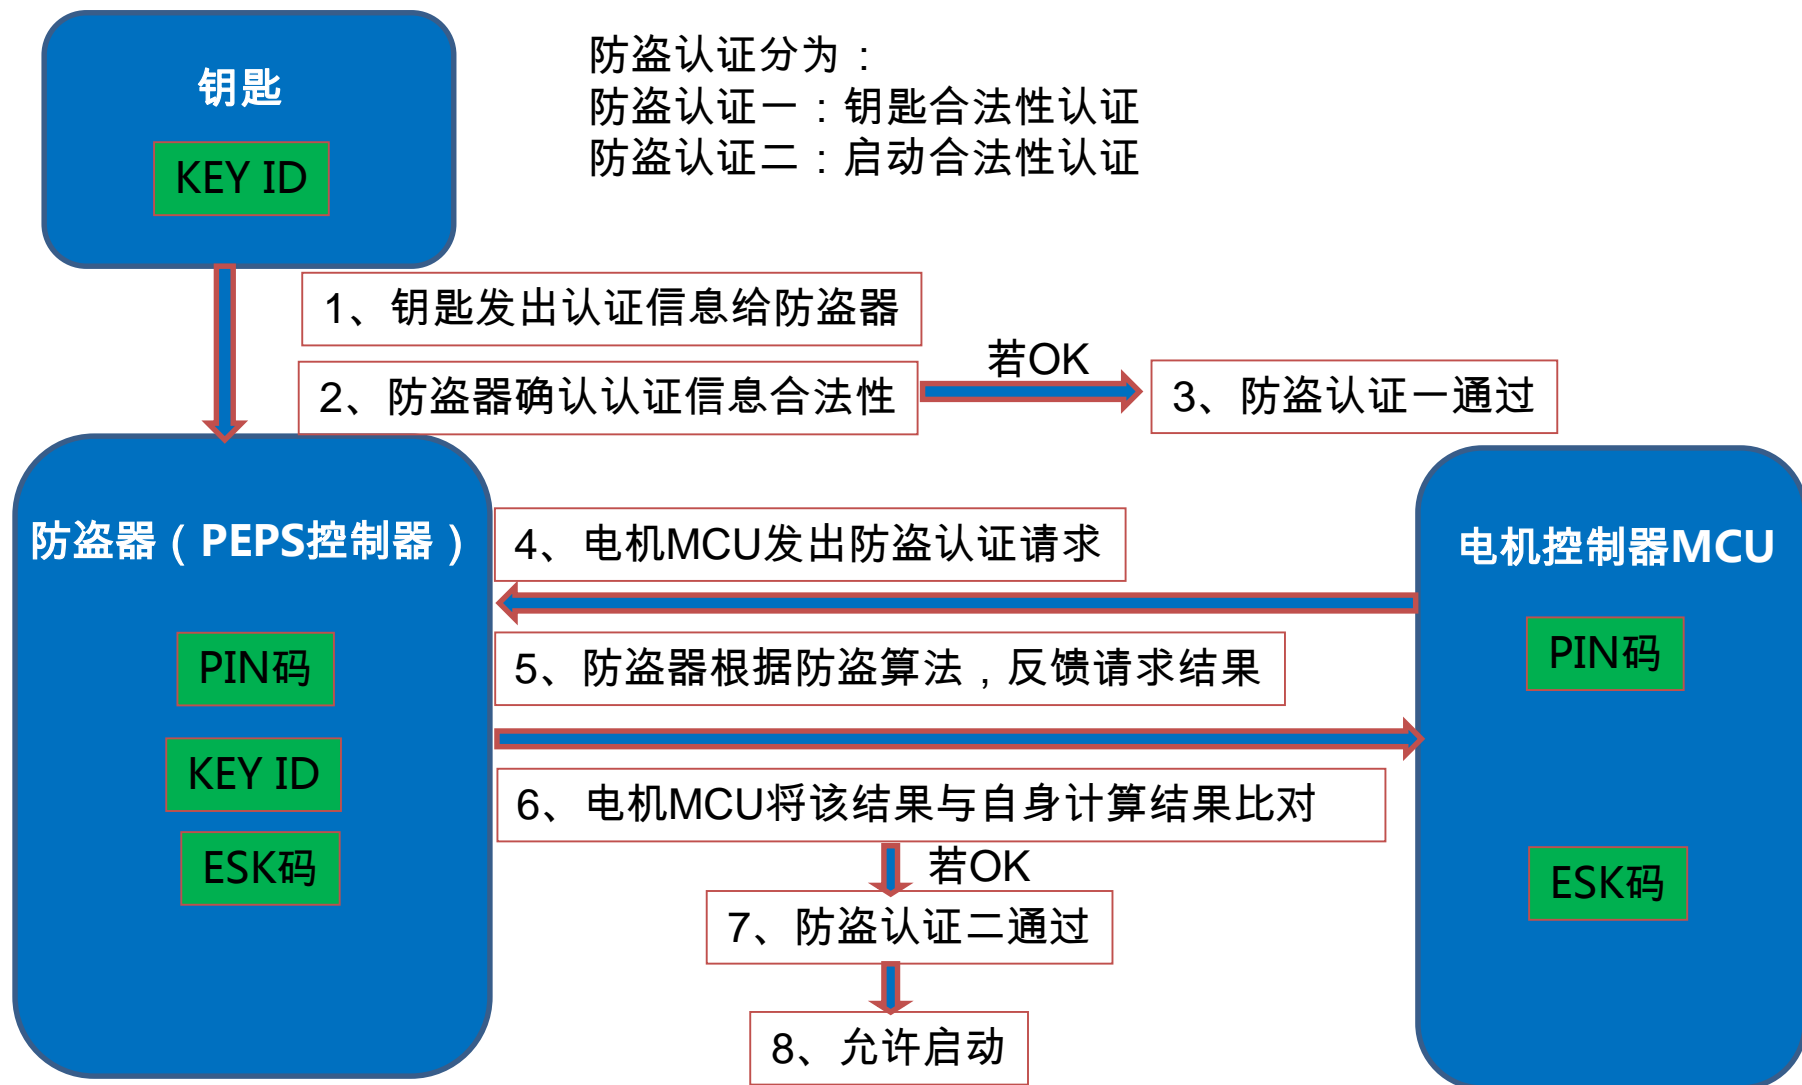 钥匙
KEY ID
防盗认证分为：
防盗认证一：钥匙合法性认证
防盗认证二：启动合法性认证
1、钥匙发出认证信息给防盗器
2、防盗器确认认证信息合法性
若OK
3、防盗认证一通过
防盗器（PEPS控制器）
PIN码
KEY ID
ESK码
4、电机MCU发出防盗认证请求
5、防盗器根据防盗算法，反馈请求结果
6、电机MCU将该结果与自身计算结果比对
若OK
7、防盗认证二通过
8、允许启动
电机控制器MCU
PIN码
ESK码